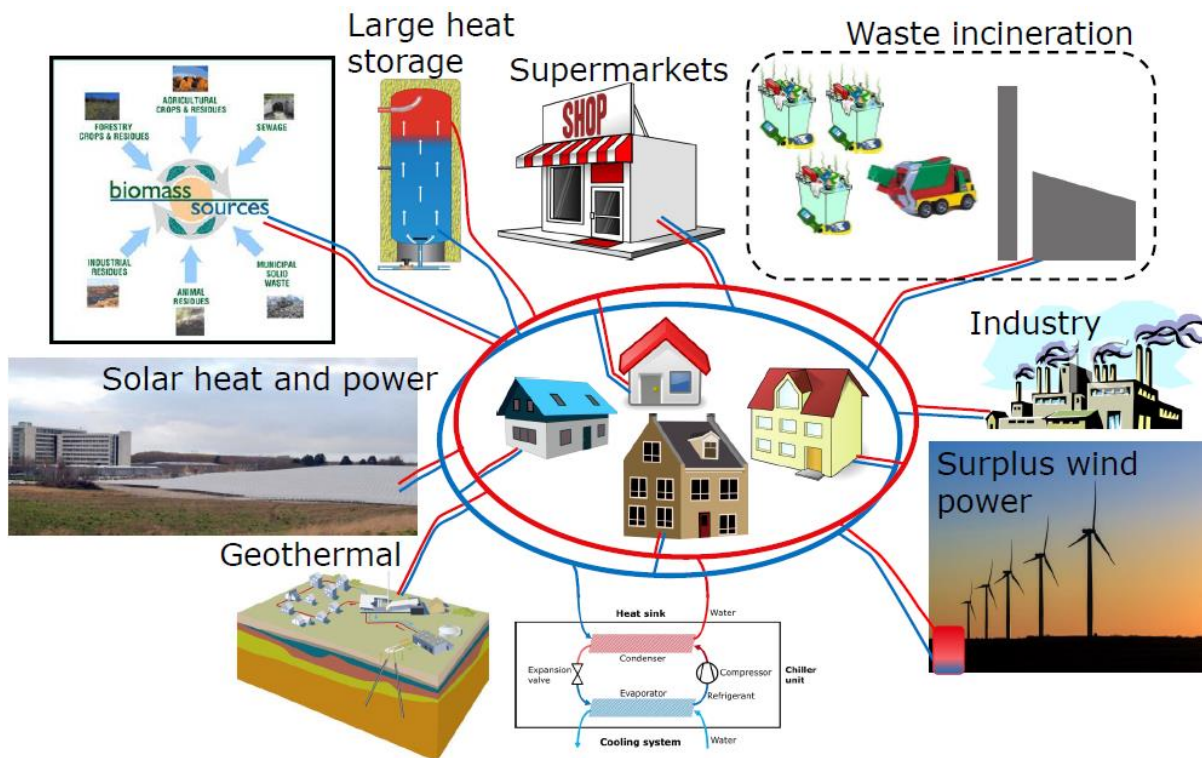 Large heat
storage
Supermarkets
Waste incineration
AGRICULTURAL
CROPS & RESIDUES
FORESTRY
CROPS & RESIDUES
SEWAGE
biomass
sources
INDUSTRIAL
RESIDUES
MUNICIPAL SOLID
WASTE
ANIMAL
RESIDUES
SHOP
Industry
Solar heat and power
Surplus wind
power
Geothermal
Heat sink
Water
Condenser
Expansion
valve
Compressor
Chiller
unit
Evaporator
Refrigerant
Cooling system
Water